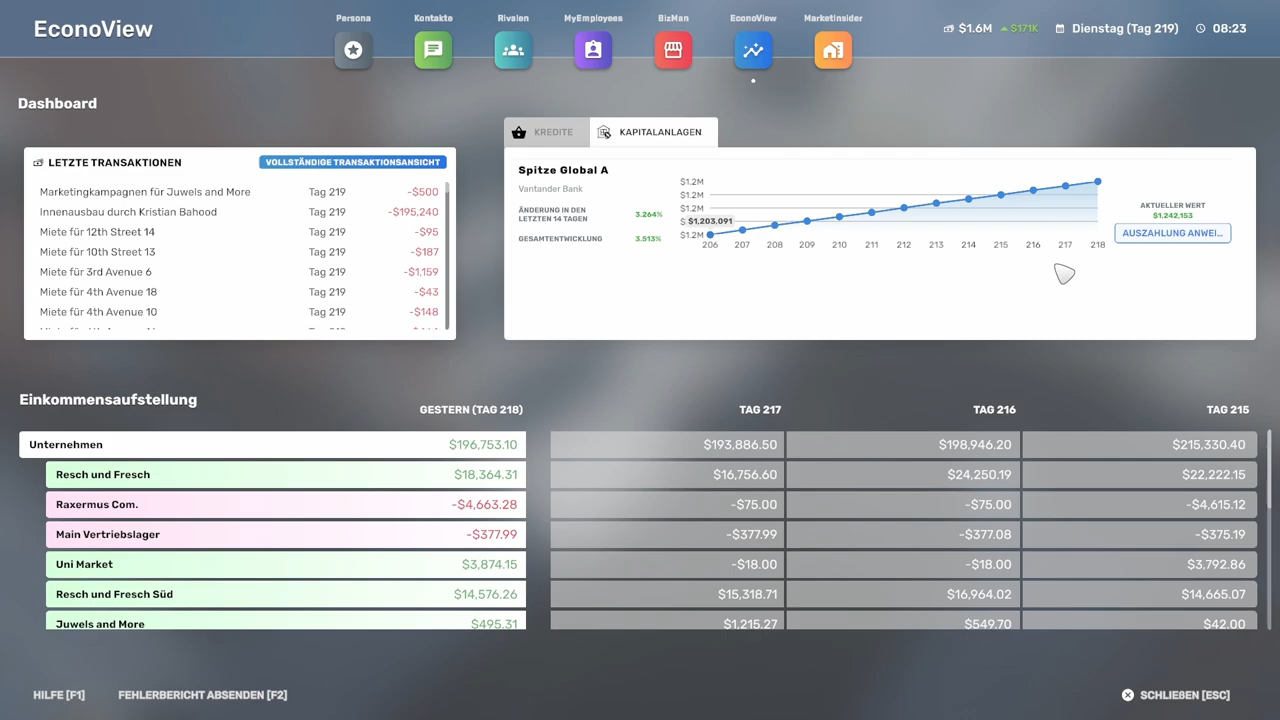 EconoView
Persona
Kontakte
Rivalen
MyEmployees
BizMan
EconoView
MarketInsider
$1.6M
$171K
Dienstag (Tag 219)
08:23
Dashboard
KREDITE
KAPITALANLAGEN
LETZTE TRANSAKTIONEN
VOLLSTÄNDIGE TRANSAKTIONSANSICHT
Marketingkampagnen für Juwels and More Tag 219 -$500
Innenausbau durch Kristian Bahood Tag 219 -$195,240
Miete für 12th Street 14 Tag 219 -$95
Miete für 10th Street 13 Tag 219 -$187
Miete für 3rd Avenue 6 Tag 219 -$1,159
Miete für 4th Avenue 18 Tag 219 -$43
Miete für 4th Avenue 10 Tag 219 -$148
Spitze Global A
Vantander Bank
ÄNDERUNG IN DEN
LETZTEN 14 TAGEN 3.264%
GESAMTENTWICKLUNG 3.513%
$1.2M
$1.2M
$1.2M
$1,203,091
$1.2M
206 207 208 209 210 211 212 213 214 215 216 217 218
AKTUELLER WERT
$1,242,153
AUSZAHLUNG ANWEI...
Einkommensaufstellung
GESTERN (TAG 218) TAG 217 TAG 216 TAG 215
Unternehmen $196,753.10 $193,886.50 $198,946.20 $215,330.40
Resch und Fresch $18,364.31 $16,756.60 $24,250.19 $22,222.15
Raxermus Com. -$4,663.28 -$75.00 -$75.00 -$4,615.12
Main Vertriebslager -$377.99 -$377.99 -$377.08 -$375.19
Uni Market $3,874.15 -$18.00 -$18.00 $3,792.86
Resch und Fresch Süd $14,576.26 $15,318.71 $16,964.02 $14,665.07
Juwels and More $495.31 $1,215.27 $549.70 $42.00
HILFE [F1]
FEHLERBERICHT ABSENDEN [F2]
SCHLIEßEN [ESC]